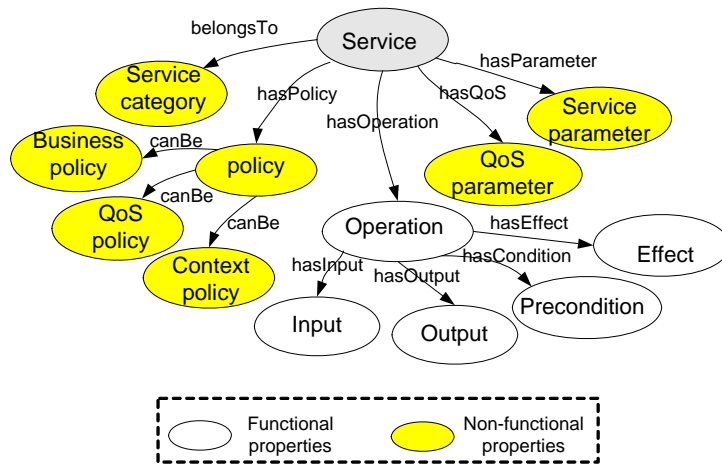 belongsTo
Service
hasParameter
Service
category
hasPolicy
hasQoS
Service
parameter
hasOperation
Business
policy
canBe
policy
QoS
parameter
canBe
QoS
policy
canBe
Operation
hasEffect
Effect
Context
policy
hasInput
hasOutput
hasCondition
Precondition
Input
Output
Functional
properties
Non-functional
properties